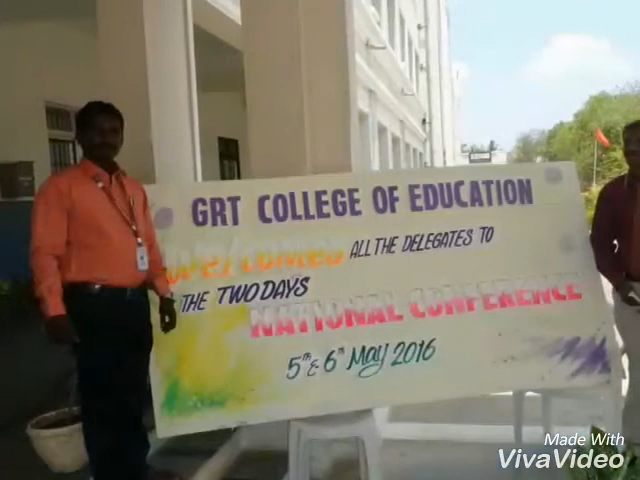 GRT COLLEGE OF EDUCATION
WELCOMES ALL THE DELEGATES TO
THE TWO DAYS
NATIONAL CONFERENCE
5th & 6th May 2016
Made With
VivaVideo